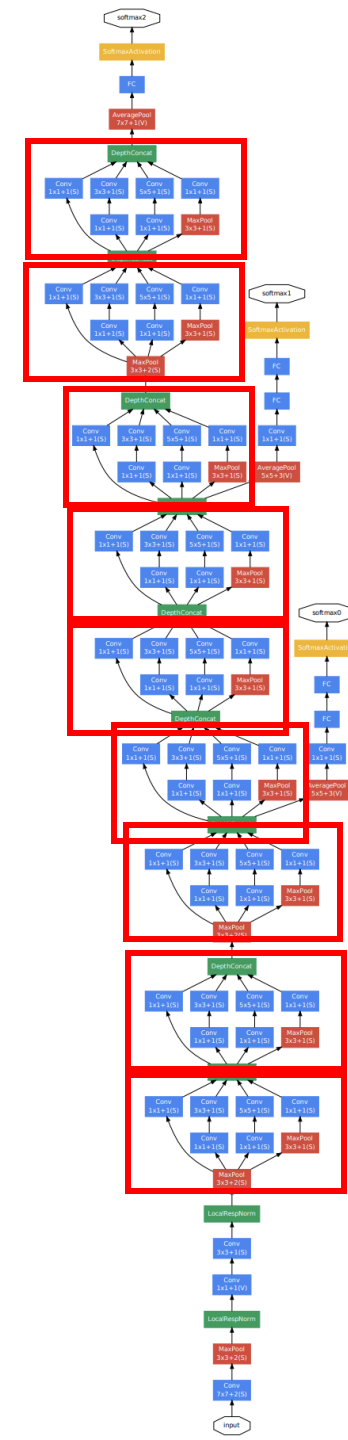 softmax2
SoftmaxActivation
FC
AveragePool
7x7+1(V)
DepthConcat
Conv Conv Conv Conv
1x1+1(S) 3x3+1(S) 5x5+1(S) 1x1+1(S)
Conv Conv MaxPool
1x1+1(S) 1x1+1(S) 3x3+1(S)
Conv Conv Conv Conv
1x1+1(S) 3x3+1(S) 5x5+1(S) 1x1+1(S)
softmax1
Conv Conv MaxPool
1x1+1(S) 1x1+1(S) 3x3+1(S)
SoftmaxActivation
MaxPool
3x3+2(S)
FC
DepthConcat
FC
Conv Conv Conv Conv
1x1+1(S) 3x3+1(S) 5x5+1(S) 1x1+1(S)
Conv
1x1+1(S)
Conv Conv MaxPool
1x1+1(S) 1x1+1(S) 3x3+1(S)
AveragePool
5x5+3(V)
Conv Conv Conv Conv
1x1+1(S) 3x3+1(S) 5x5+1(S) 1x1+1(S)
Conv Conv MaxPool
1x1+1(S) 1x1+1(S) 3x3+1(S)
DepthConcat
softmax0
Conv Conv Conv Conv
1x1+1(S) 3x3+1(S) 5x5+1(S) 1x1+1(S)
Conv Conv MaxPool
1x1+1(S) 1x1+1(S) 3x3+1(S)
FC
DepthConcat
FC
Conv Conv Conv Conv
1x1+1(S) 3x3+1(S) 5x5+1(S) 1x1+1(S)
Conv
1x1+1(S)
Conv Conv MaxPool
1x1+1(S) 1x1+1(S) 3x3+1(S)
5x5+3(V)
Conv Conv Conv Conv
1x1+1(S) 3x3+1(S) 5x5+1(S) 1x1+1(S)
Conv Conv MaxPool
1x1+1(S) 1x1+1(S) 3x3+1(S)
MaxPool
3x3+2(S)
DepthConcat
Conv Conv Conv Conv
1x1+1(S) 3x3+1(S) 5x5+1(S) 1x1+1(S)
Conv Conv MaxPool
1x1+1(S) 1x1+1(S) 3x3+1(S)
Conv Conv Conv Conv
1x1+1(S) 3x3+1(S) 5x5+1(S) 1x1+1(S)
Conv Conv MaxPool
1x1+1(S) 1x1+1(S) 3x3+1(S)
MaxPool
3x3+2(S)
LocalRespNorm
Conv
3x3+1(S)
Conv
1x1+1(V)
LocalRespNorm
MaxPool
3x3+2(S)
Conv
7x7+2(S)
input